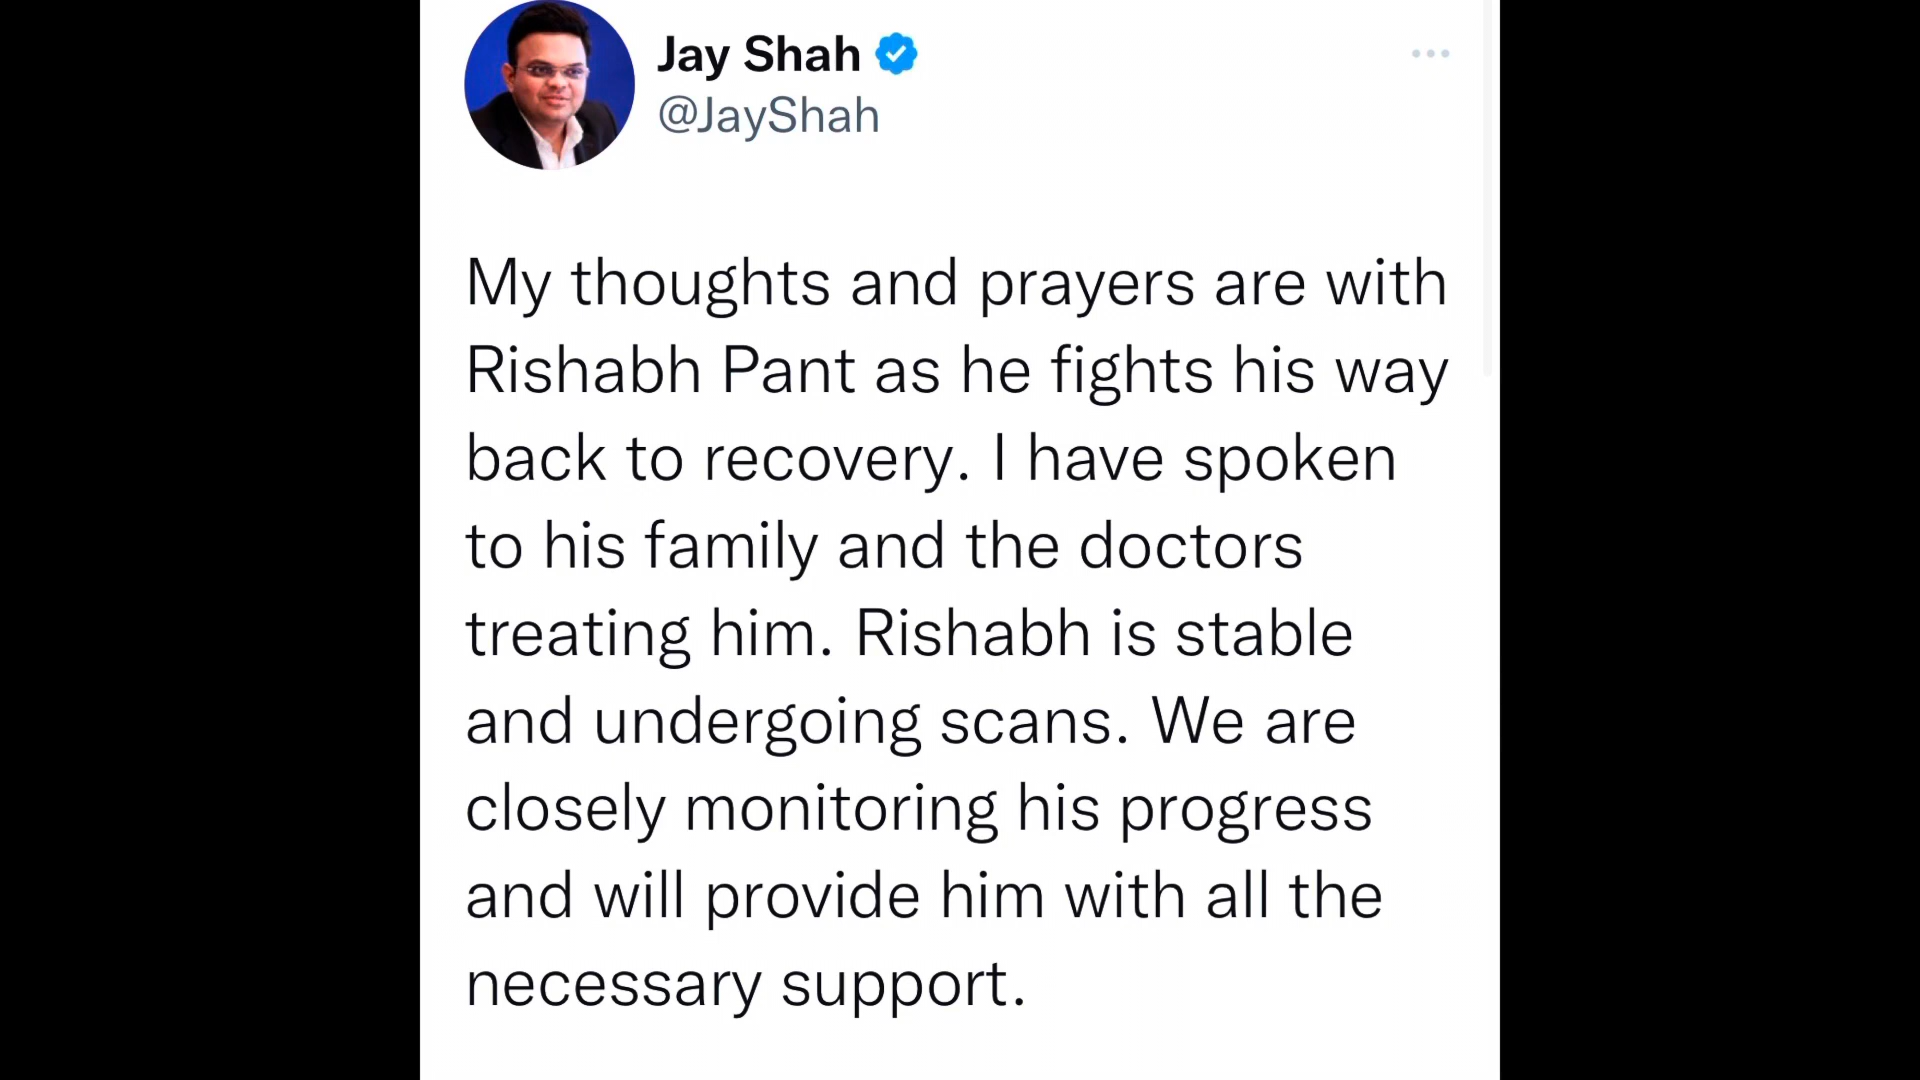 Jay Shah
@JayShah
My thoughts and prayers are with
Rishabh Pant as he fights his way
back to recovery. I have spoken
to his family and the doctors
treating him. Rishabh is stable
and undergoing scans. We are
closely monitoring his progress
and will provide him with all the
necessary support.